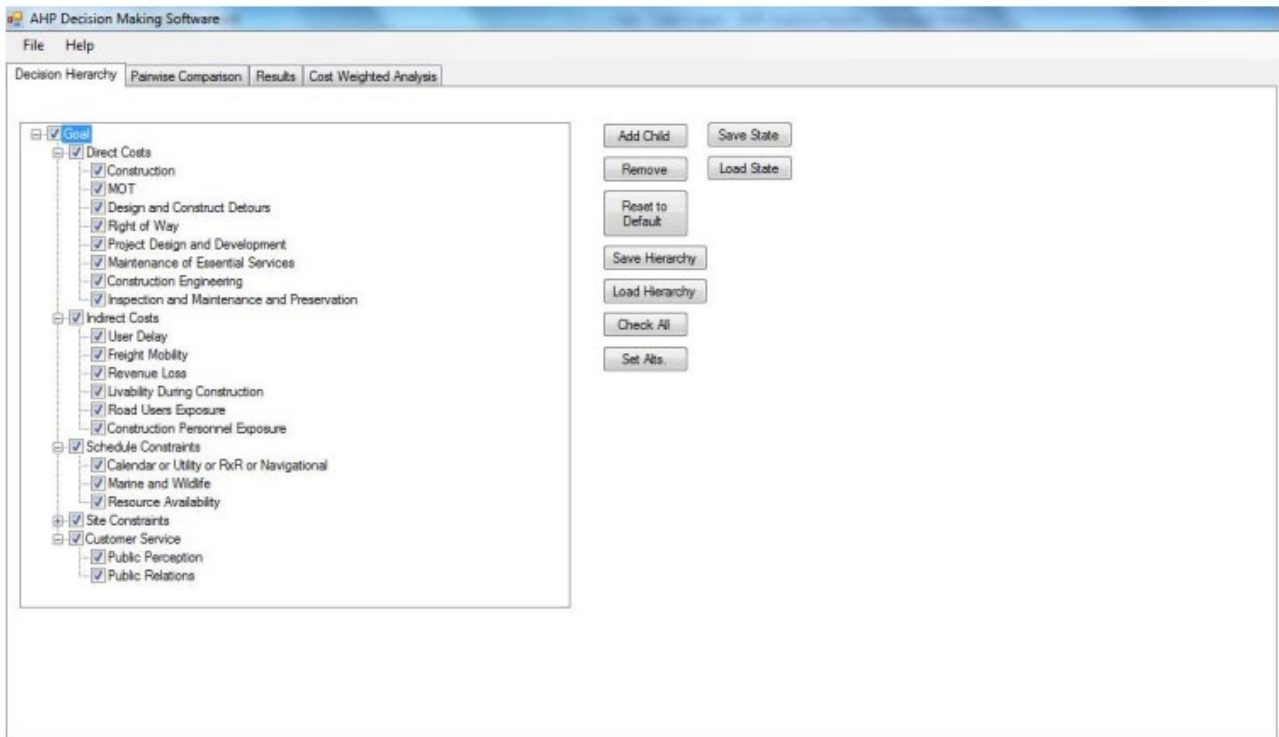 AHP Decision Making Software
File Help
Decision Hierarchy Pairwise Comparison Results Cost Weighted Analysis
Goal
Direct Costs
Construction
MOT
Design and Construct Detours
Right of Way
Project Design and Development
Maintenance of Essential Services
Construction Engineering
Inspection and Maintenance and Preservation
Indirect Costs
User Delay
Freight Mobility
Revenue Loss
Livability During Construction
Road Users Exposure
Construction Personnel Exposure
Schedule Constraints
Calendar or Utility or RxR or Navigational
Marine and Wildlife
Resource Availability
Site Constraints
Customer Service
Public Perception
Public Relations
Add Child Save State
Remove Load State
Reset to
Default
Save Hierarchy
Load Hierarchy
Check All
Set Alts.